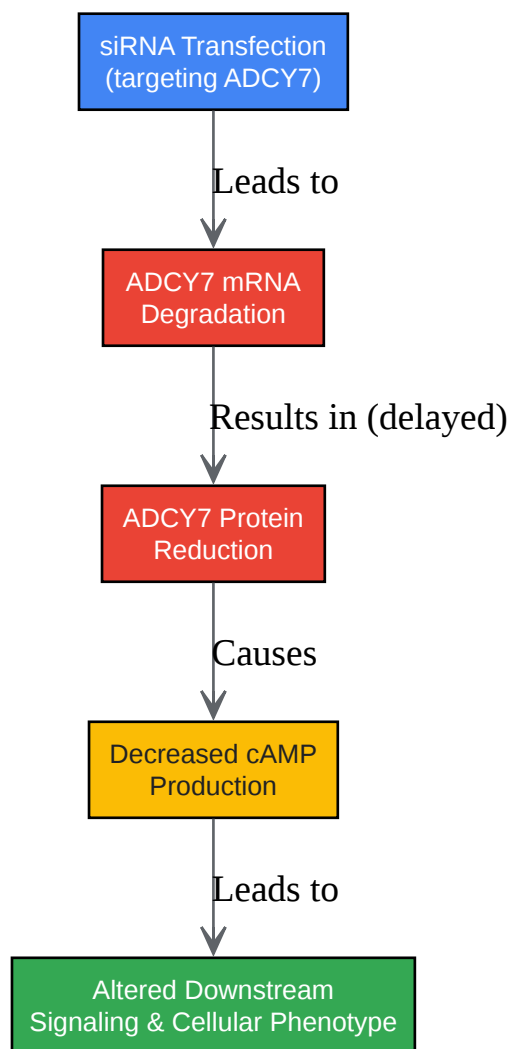 siRNA Transfection
(targeting ADCY7)
Leads to
ADCY7 mRNA
Degradation
Results in (delayed)
ADCY7 Protein
Reduction
Causes
Decreased cAMP
Production
Leads to
Altered Downstream
Signaling & Cellular Phenotype